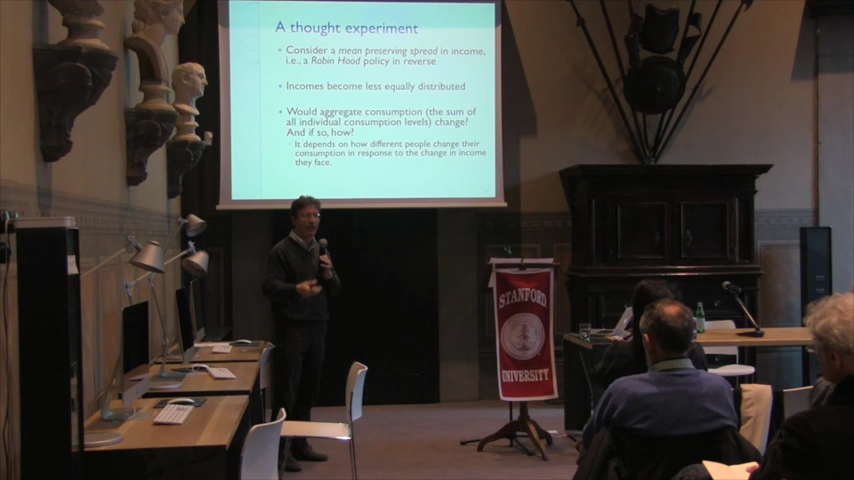 A thought experiment
Consider a mean preserving spread in income,
i.e., a Robin Hood policy in reverse
Incomes become less equally distributed
Would aggregate consumption (the sum of
all individual consumption levels) change?
And if so, how?
It depends on how different people change their
consumption in response to the change in income
they face.
STANFORD
UNIVERSITY